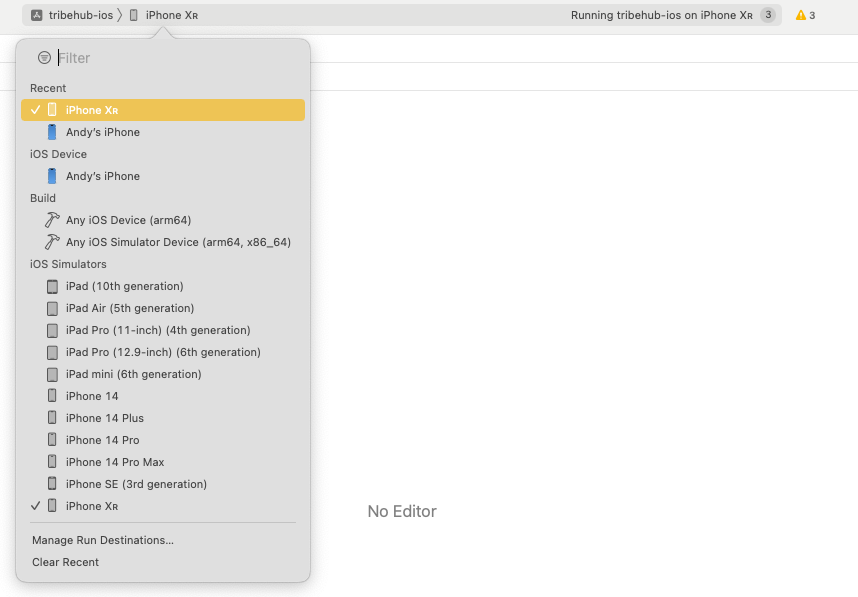 tribehub-ios 〉 iPhone XR Running tribehub-ios on iPhone XR 3 3
Filter
Recent
iPhone XR
Andy’s iPhone
iOS Device
Andy’s iPhone
Build
Any iOS Device (arm64)
Any iOS Simulator Device (arm64, x86_64)
iOS Simulators
iPad (10th generation)
iPad Air (5th generation)
iPad Pro (11-inch) (4th generation)
iPad Pro (12.9-inch) (6th generation)
iPad mini (6th generation)
iPhone 14
iPhone 14 Plus
iPhone 14 Pro
iPhone 14 Pro Max
iPhone SE (3rd generation)
iPhone XR
No Editor
Manage Run Destinations...
Clear Recent